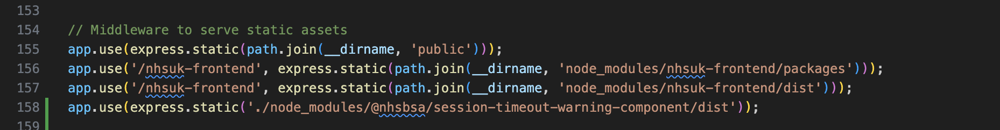 153
154 // Middleware to serve static assets
155 app.use(express.static(path.join(__dirname, 'public')));
156 app.use('/nhsuk-frontend', express.static(path.join(__dirname, 'node_modules/nhsuk-frontend/packages')));
157 app.use('/nhsuk-frontend', express.static(path.join(__dirname, 'node_modules/nhsuk-frontend/dist')));
158 app.use(express.static('./node_modules/@nhsbsa/session-timeout-warning-component/dist'));
159